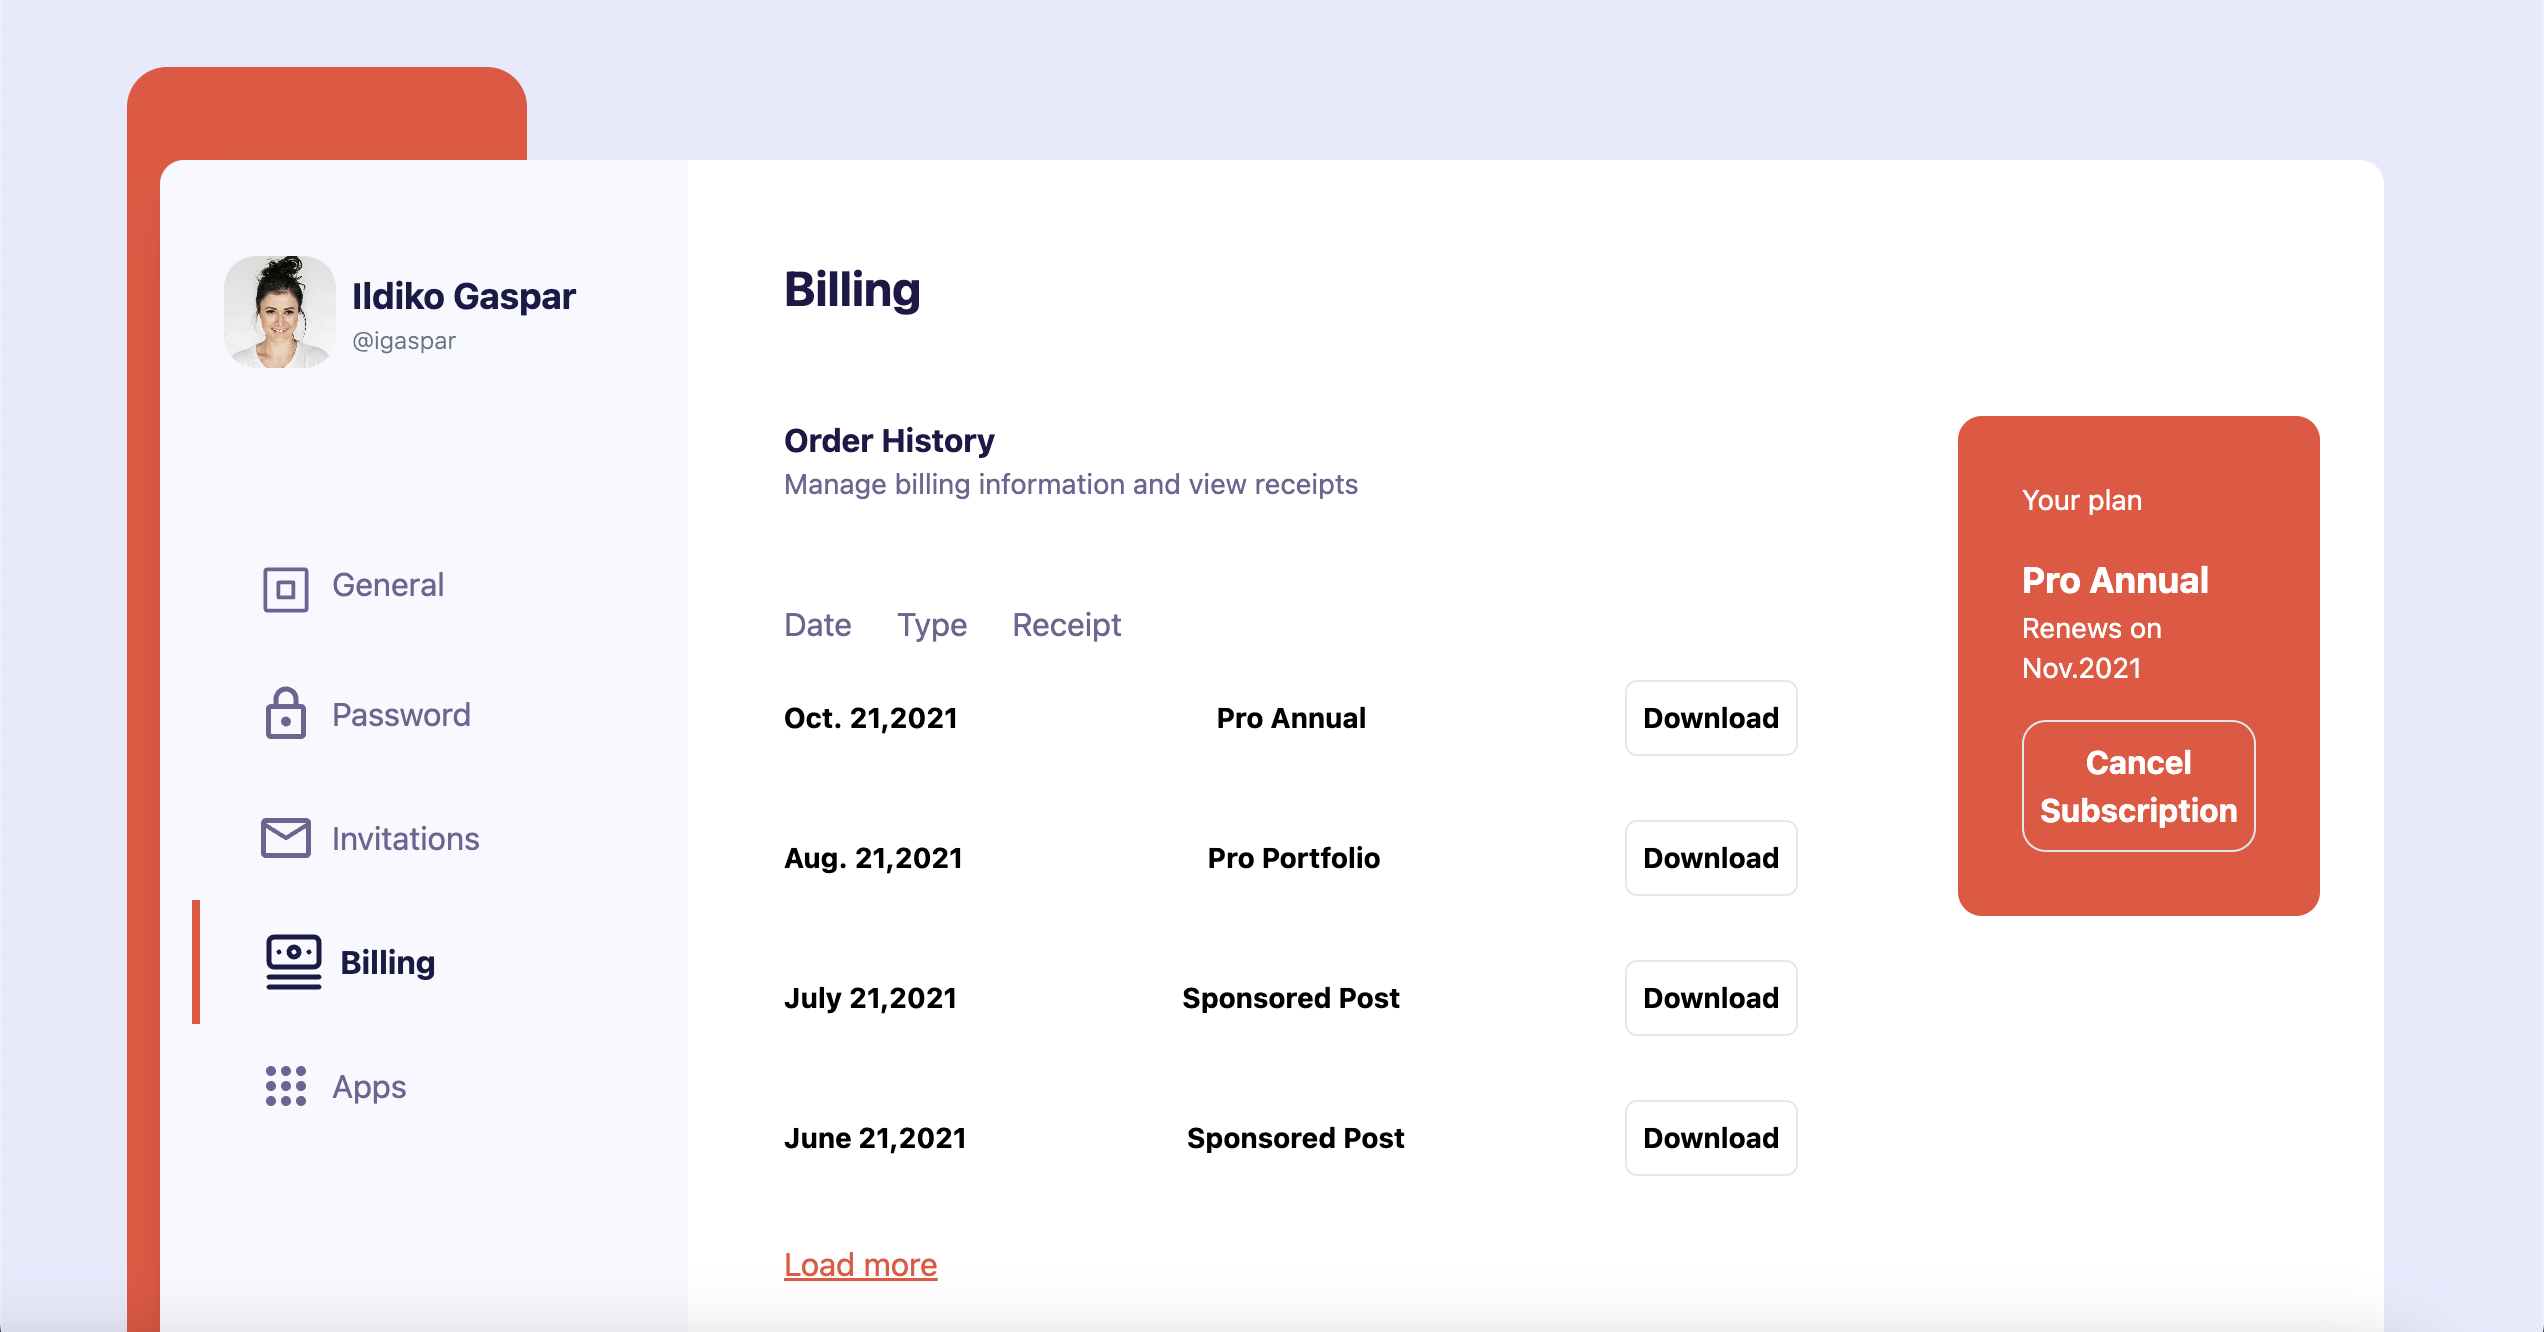 Ildiko Gaspar
@igaspar
General
Password
Invitations
Billing
Apps
Billing
Order History
Manage billing information and view receipts
Date Type Receipt
Oct. 21,2021 Pro Annual Download
Aug. 21,2021 Pro Portfolio Download
July 21,2021 Sponsored Post Download
June 21,2021 Sponsored Post Download
Load more
Your plan
Pro Annual
Renews on
Nov.2021
Cancel
Subscription